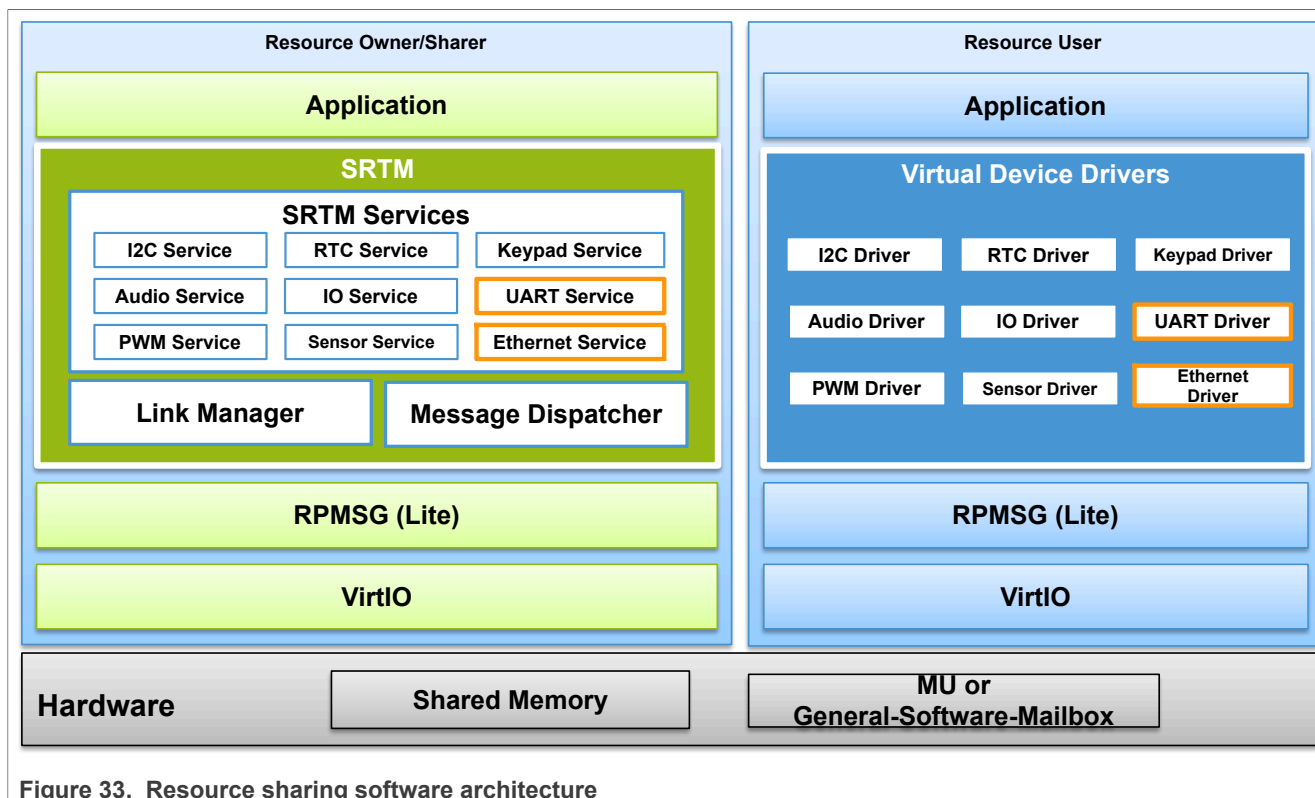 Resource Owner/Sharer
Application
SRTM
SRTM Services
I2C Service
RTC Service
Keypad Service
Audio Service
IO Service
UART Service
PWM Service
Sensor Service
Ethernet Service
Link Manager
Message Dispatcher
RPMSG (Lite)
VirtIO
Resource User
Application
Virtual Device Drivers
I2C Driver
RTC Driver
Keypad Driver
Audio Driver
IO Driver
UART Driver
PWM Driver
Sensor Driver
Ethernet
Driver
RPMSG (Lite)
VirtIO
Hardware
Shared Memory
MU or
General-Software-Mailbox
Figure 33. Resource sharing software architecture